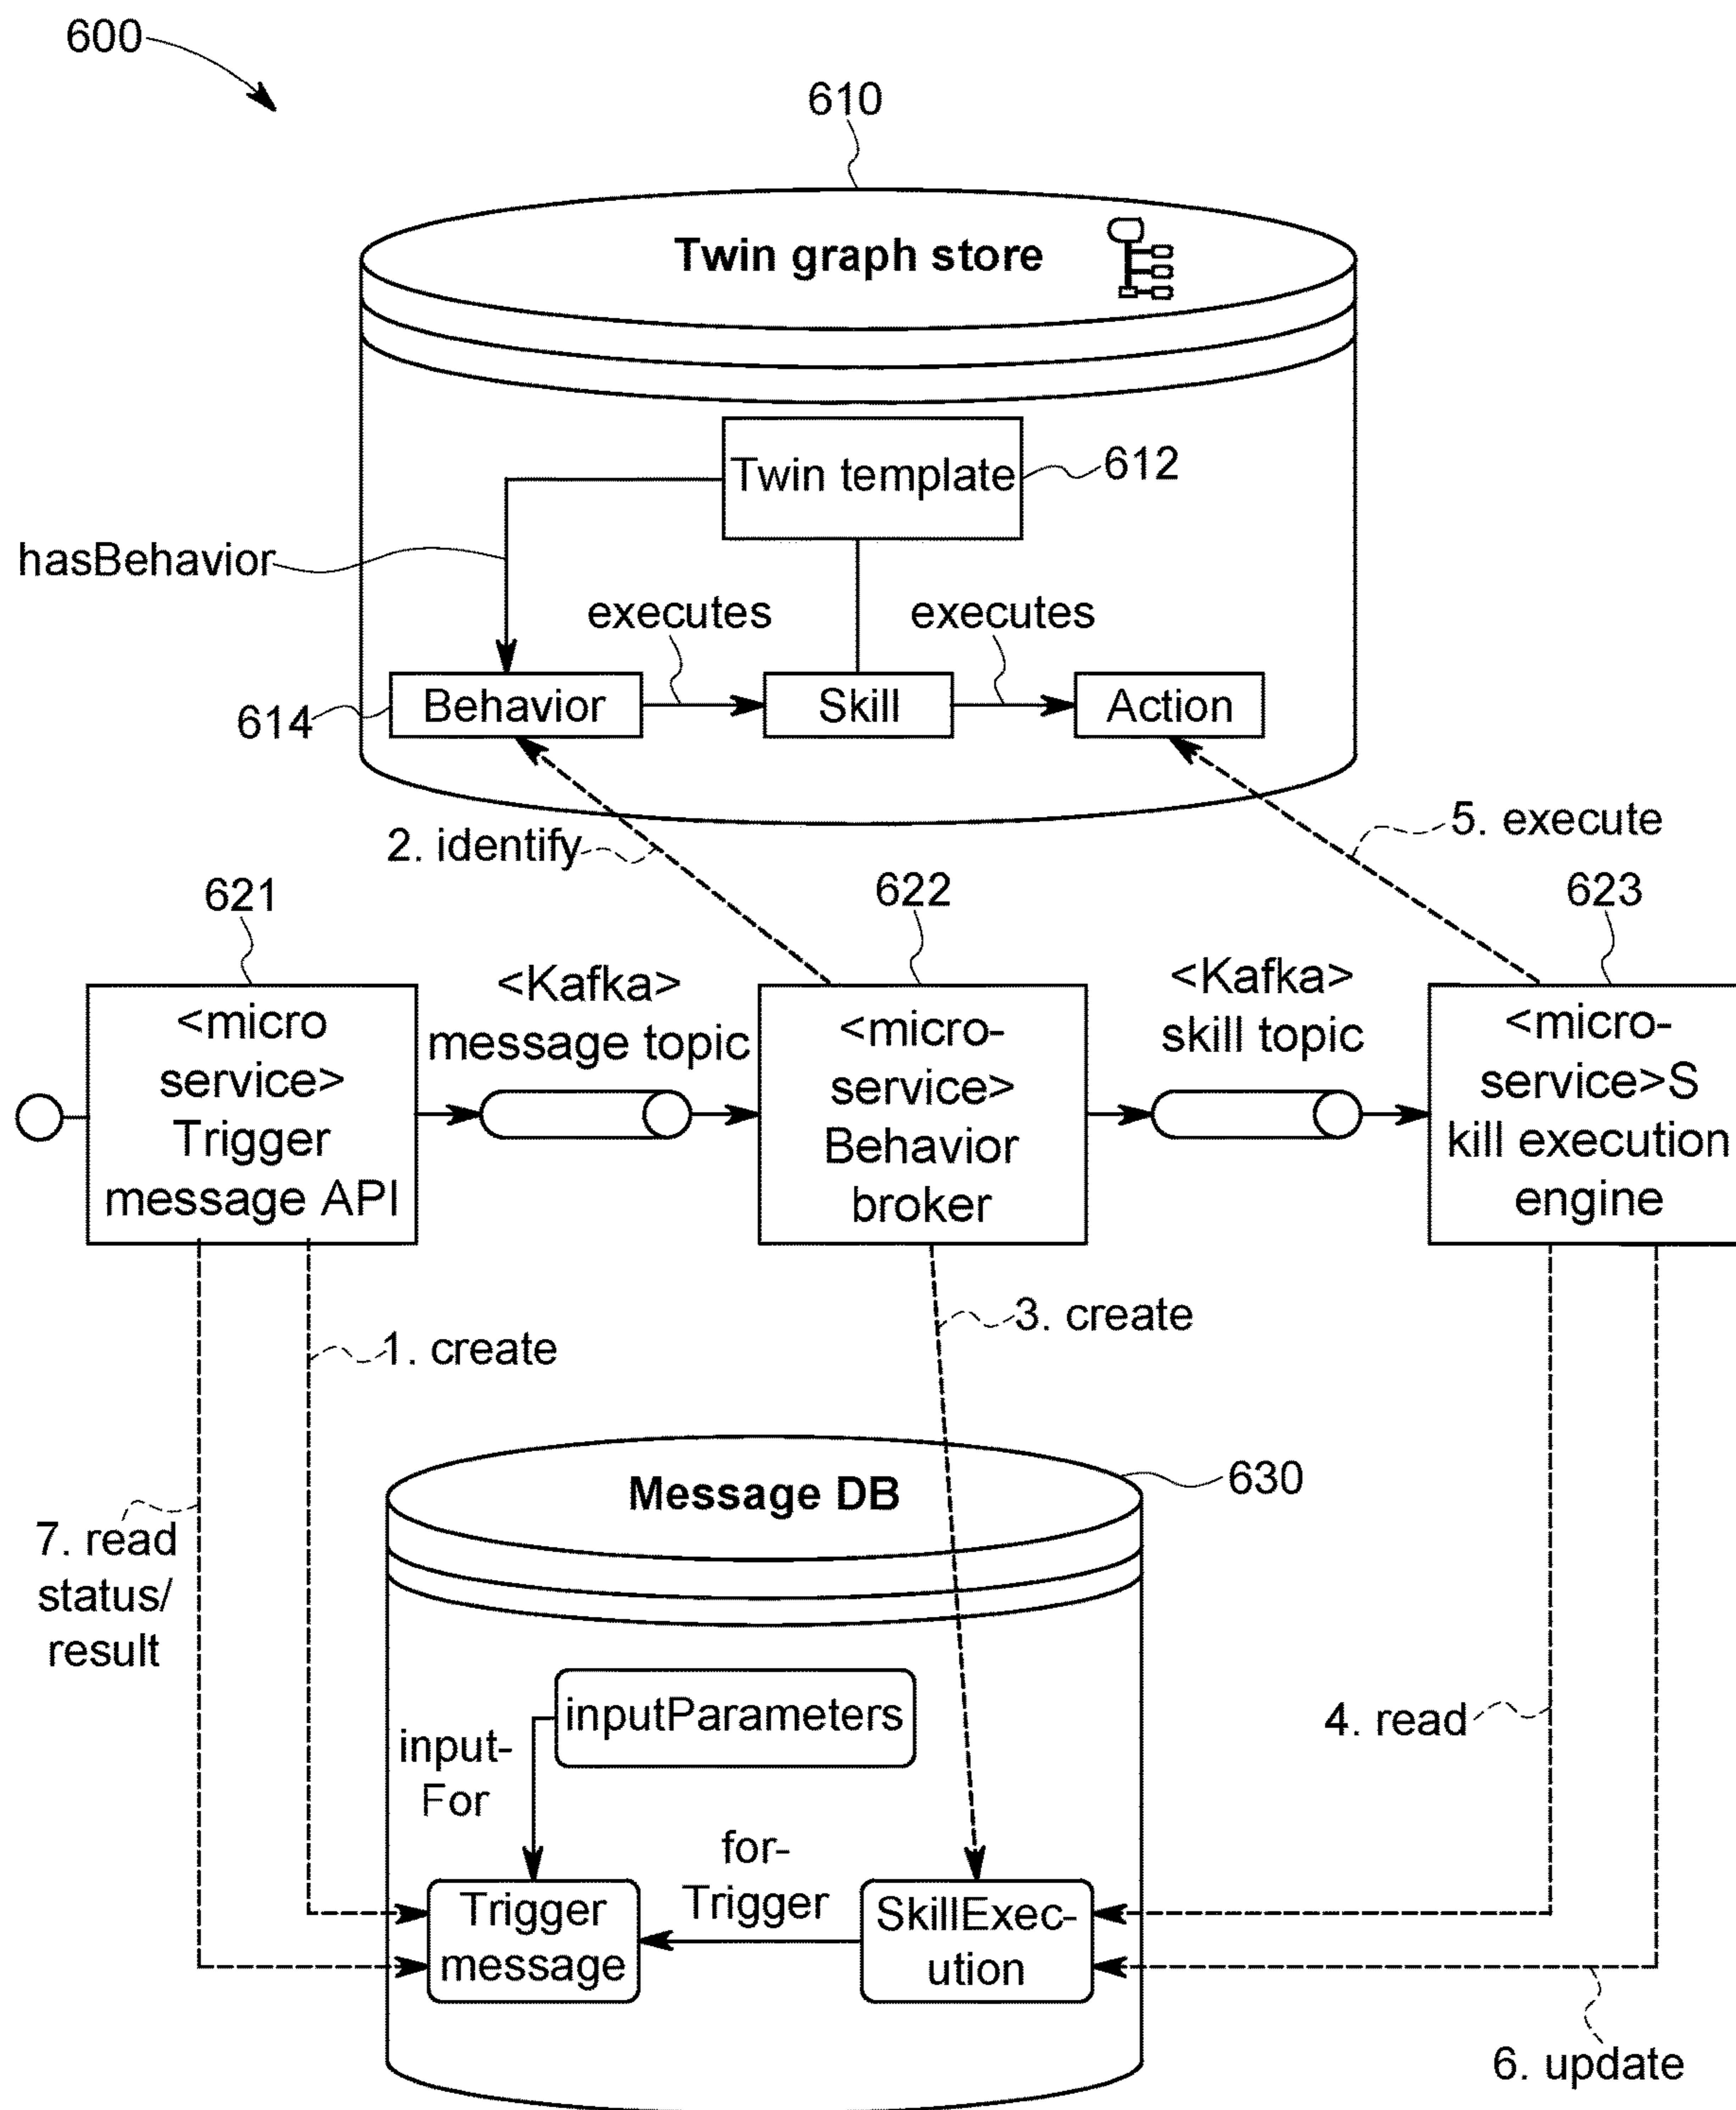 600
610
Twin graph store
Twin template
612
hasBehavior
executes
executes
614
Behavior
Skill
Action
2. identify
5. execute
621
622
623
<micro
service>
Trigger
message API
<Kafka>
message topic
<micro-
service>
Behavior
broker
<Kafka>
skill topic
<micro-
service>S
kill execution
engine
1. create
3. create
7. read
status/
result
4. read
6. update
Message DB
630
inputParameters
input-
For
for-
Trigger
Trigger
message
SkillExec-
ution